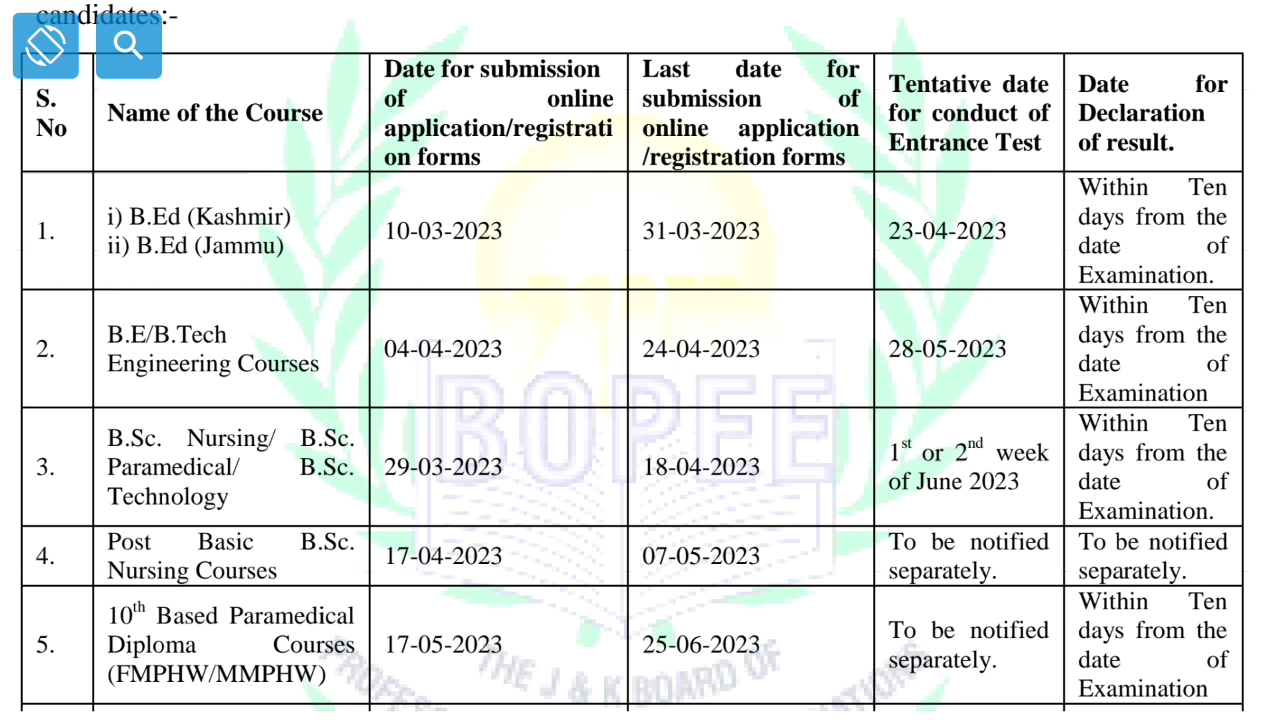 candidates:-
S. No
Name of the Course
Date for submission of online application/registrati on forms
Last date for submission of online application /registration forms
Tentative date for conduct of Entrance Test
Date for Declaration of result.
1.
i) B.Ed (Kashmir)
ii) B.Ed (Jammu)
10-03-2023
31-03-2023
23-04-2023
Within Ten
days from the
date of
Examination.
2.
B.E/B.Tech
Engineering Courses
04-04-2023
24-04-2023
28-05-2023
Within Ten
days from the
date of
Examination
3.
B.Sc. Nursing/ B.Sc.
Paramedical/ B.Sc.
Technology
29-03-2023
18-04-2023
1st or 2nd week
of June 2023
Within Ten
days from the
date of
Examination.
4.
Post Basic B.Sc.
Nursing Courses
17-04-2023
07-05-2023
To be notified
separately.
To be notified
separately.
5.
10th Based Paramedical
Diploma Courses
(FMPHW/MMPHW)
17-05-2023
25-06-2023
To be notified
separately.
Within Ten
days from the
date of
Examination
BOPEE
THE J & K BOARD OF